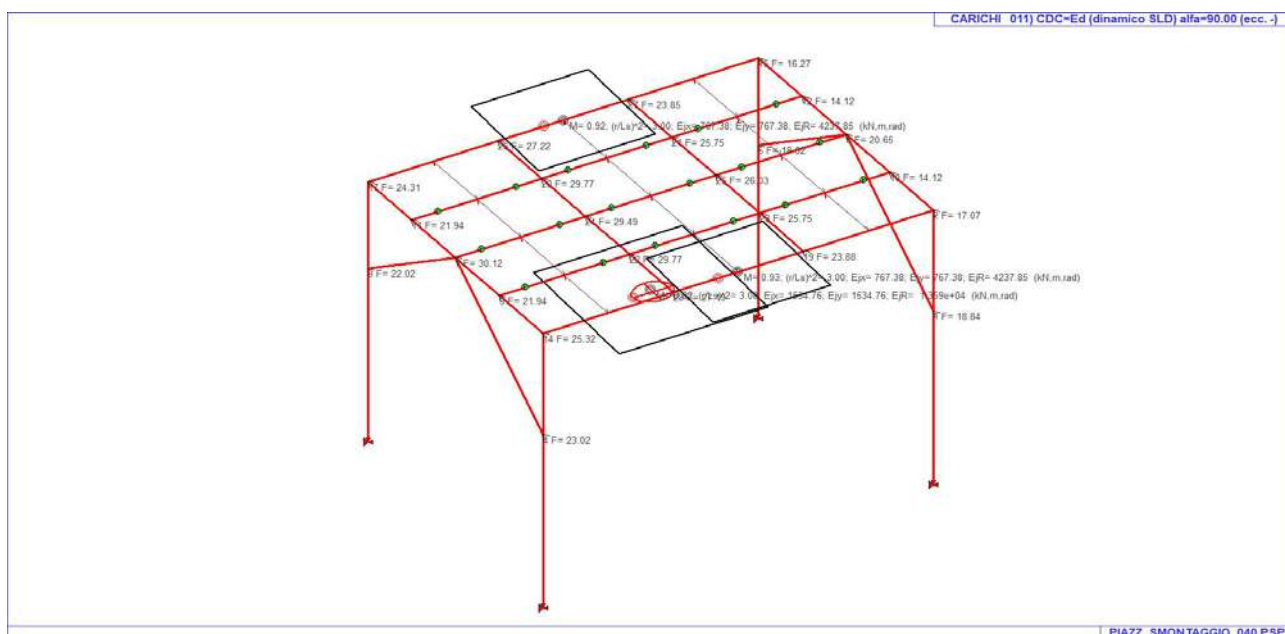 CARICHI 011) CDC=Ed (dinamico SLD) alfa=90.00 (ecc. -)
F= 16.27
F= 23.85
F= 14.12
M= 0.92; (r/Ls)^2= 3.00; Ejx= 767.38; Ejy= 767.38; EjR= 4237.85 (kN,m,rad)
F= 20.65
F= 27.22
F= 25.75
F= 29.77
F= 26.03
F= 14.12
F= 24.31
F= 21.94
F= 29.49
F= 25.75
F= 17.07
F= 30.12
F= 22.02
F= 29.77
19 F= 23.88
M= 0.93; (r/Ls)^2= 3.00; Ejx= 767.38; Ejy= 767.38; EjR= 4237.85 (kN,m,rad)
Ejx= 1534.76; Ejy= 1534.76; EjR= (kN,m,rad)
F= 21.94
F= 18.84
14 F= 25.32
F= 23.02
PIAZZ_SMONTAGGIO_040.PSP